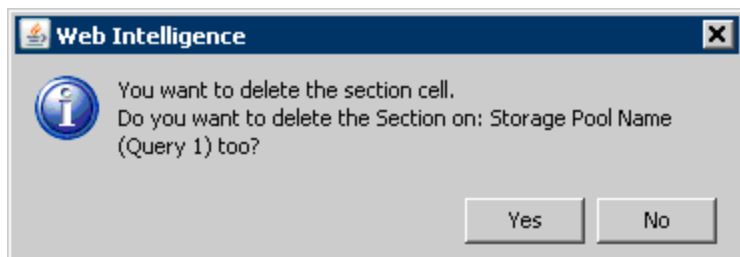 Web Intelligence
You want to delete the section cell.
Do you want to delete the Section on: Storage Pool Name
(Query 1) too?
Yes No